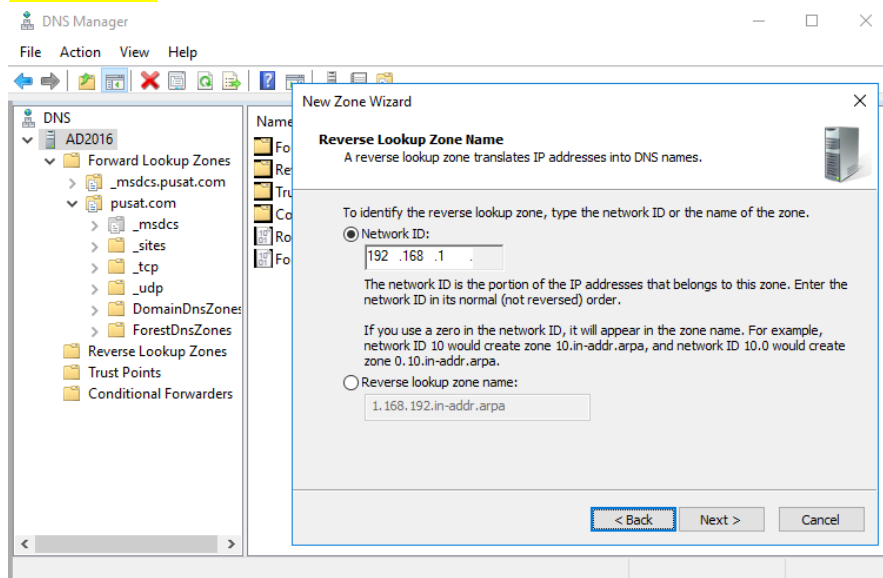 DNS Manager
File Action View Help
DNS
AD2016
Forward Lookup Zones
_msdcs.pusat.com
pusat.com
_msdcs
_sites
_tcp
_udp
DomainDnsZones
ForestDnsZones
Reverse Lookup Zones
Trust Points
Conditional Forwarders
Name
Fo
Re
Tru
Co
Ro
Fo
New Zone Wizard
Reverse Lookup Zone Name
A reverse lookup zone translates IP addresses into DNS names.
To identify the reverse lookup zone, type the network ID or the name of the zone.
Network ID:
192 .168 .1 .
The network ID is the portion of the IP addresses that belongs to this zone. Enter the
network ID in its normal (not reversed) order.
If you use a zero in the network ID, it will appear in the zone name. For example,
network ID 10 would create zone 10.in-addr.arpa, and network ID 10.0 would create
zone 0.10.in-addr.arpa.
Reverse lookup zone name:
1.168.192.in-addr.arpa
< Back Next > Cancel